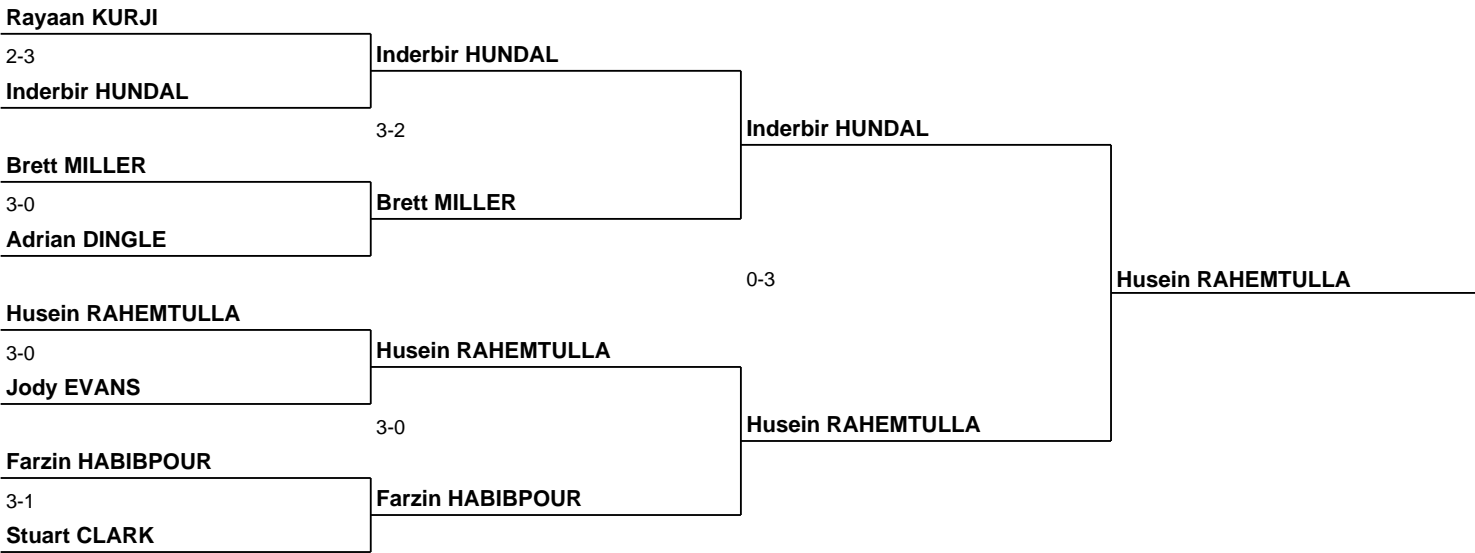 Rayaan KURJI
2-3
Inderbir HUNDAL
Inderbir HUNDAL
3-2
Inderbir HUNDAL
Brett MILLER
3-0
Brett MILLER
Adrian DINGLE
0-3
Husein RAHEMTULLA
Husein RAHEMTULLA
3-0
Husein RAHEMTULLA
Jody EVANS
3-0
Husein RAHEMTULLA
Farzin HABIBPOUR
3-1
Farzin HABIBPOUR
Stuart CLARK